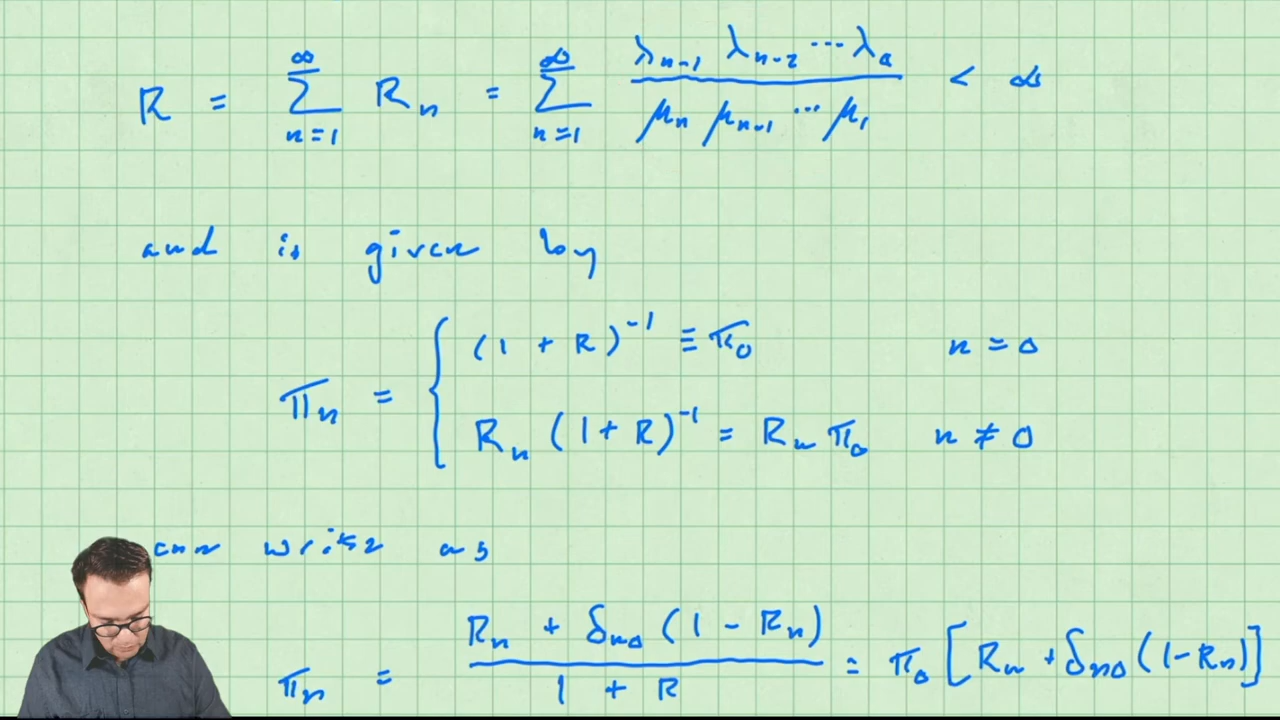 R = ∑_{n=1}^{∞} R_n = ∑_{n=1}^{∞} \frac{λ_{n-1} λ_{n-2} ⋯ λ_0}{μ_n μ_{n-1} ⋯ μ_1} < ∞
and is given by
π_n = { (1 + R)^{-1} ≡ π_0 n = 0
R_n (1 + R)^{-1} = R_n π_0 n ≠ 0
can write as
π_n = \frac{R_n + δ_{n0} (1 - R_n)}{1 + R} = π_0 [R_n + δ_{n0} (1 - R_n)]